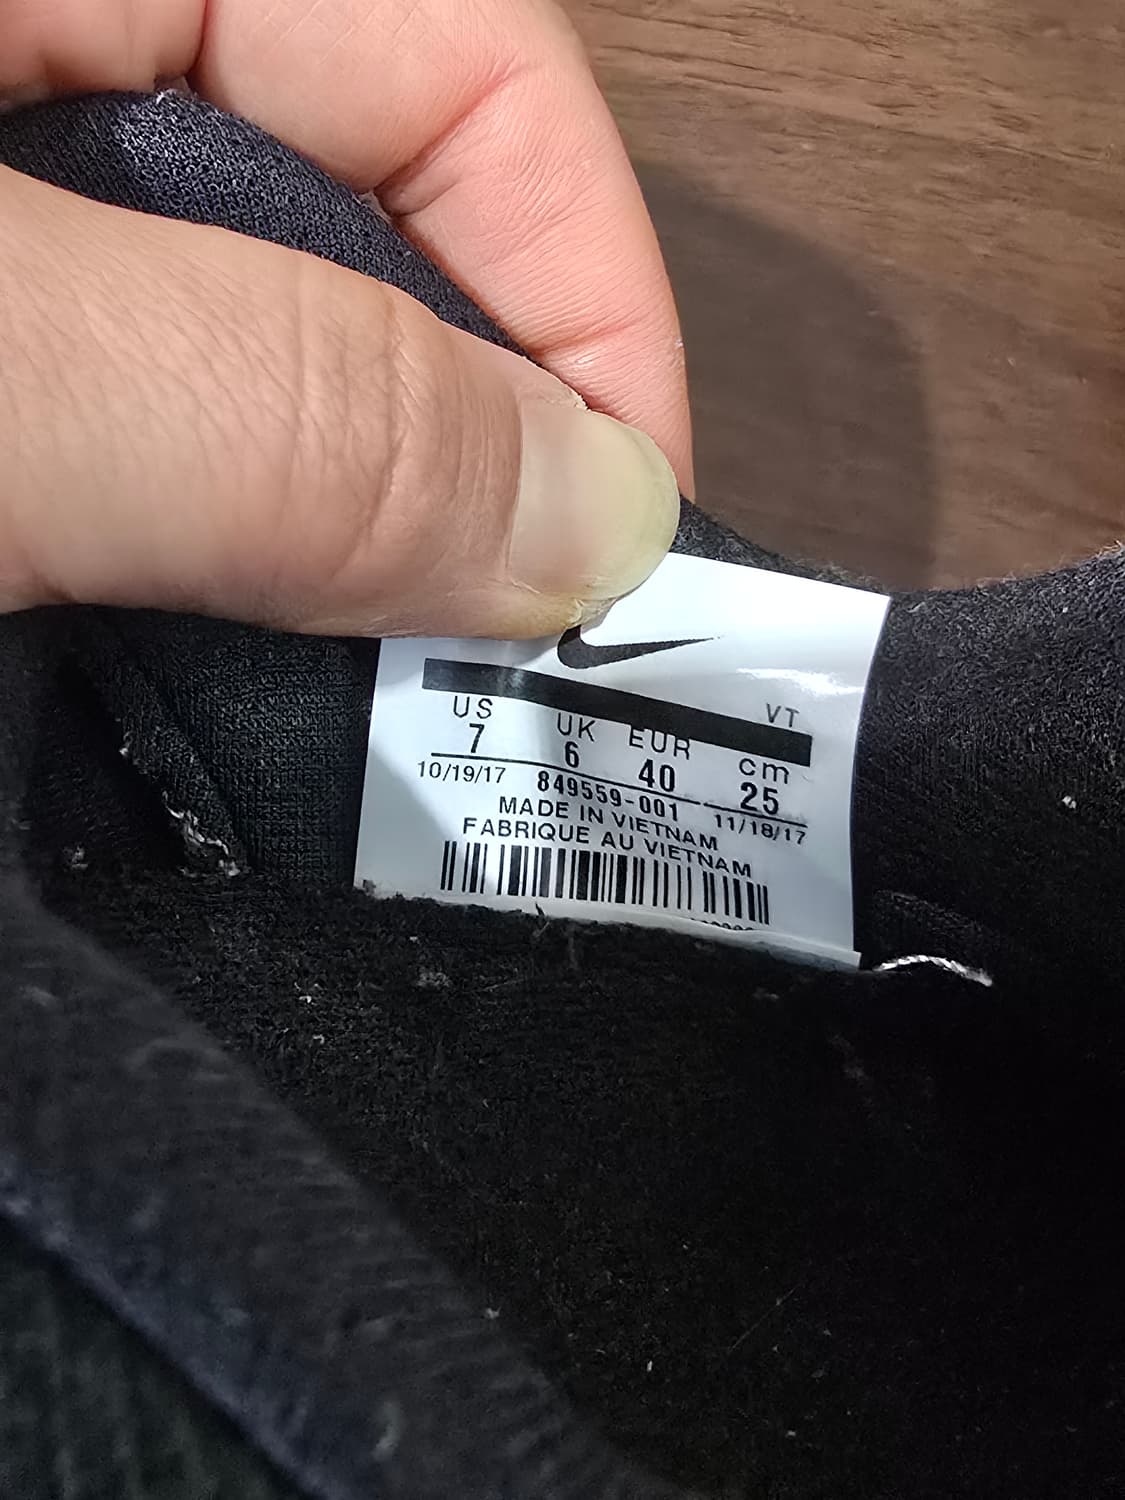 VT
US UK EUR cm
7 6 40 25
10/19/17 849559-001 11/18/17
MADE IN VIETNAM
FABRIQUE AU VIETNAM